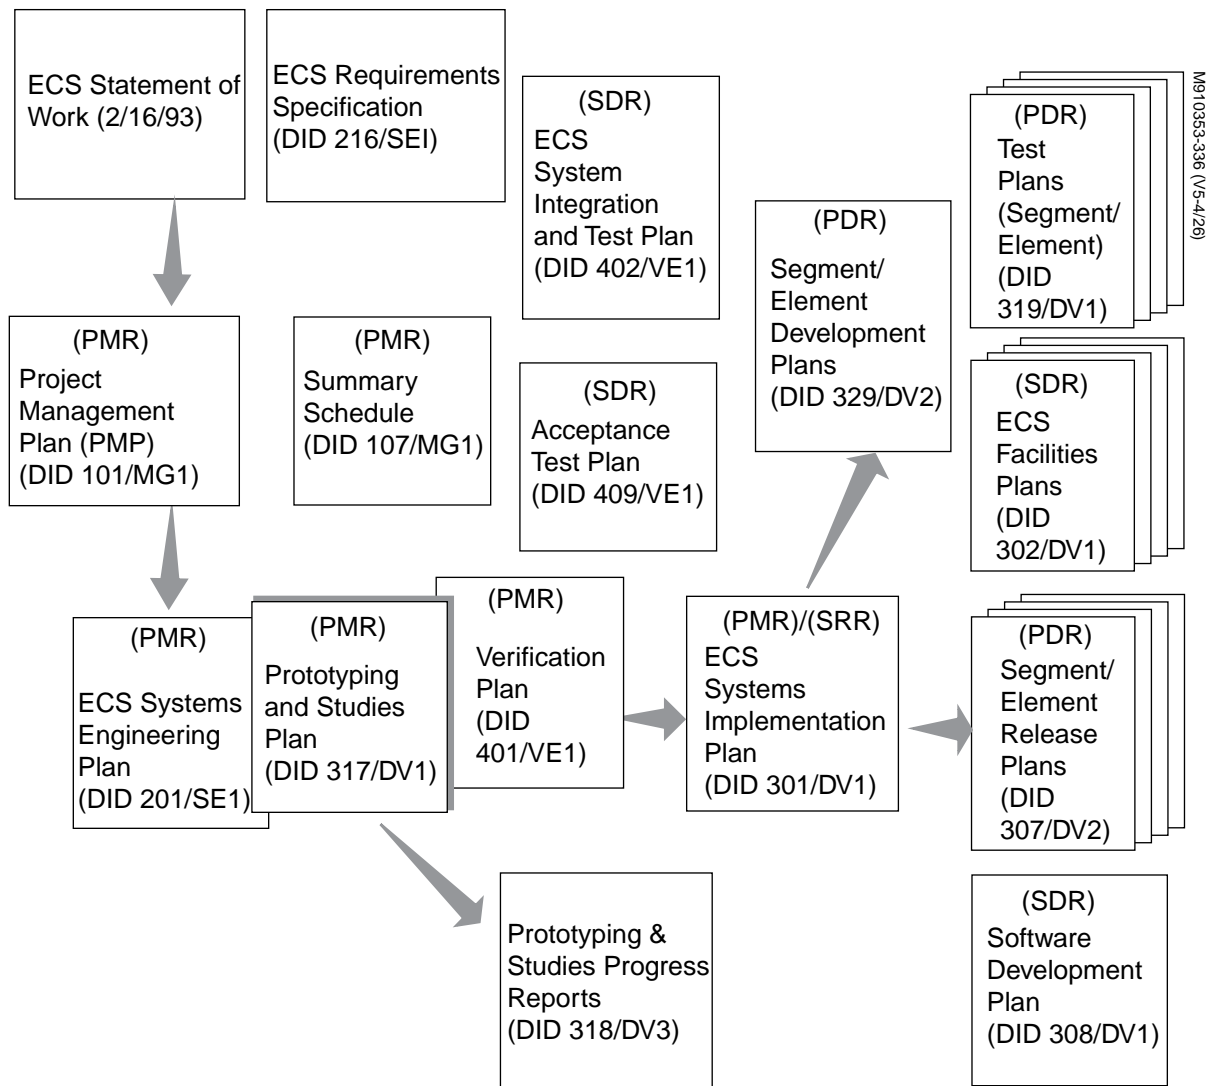 ECS Statement of
Work (2/16/93)
ECS Requirements
Specification
(DID 216/SEI)
(SDR)
ECS
System
Integration
and Test Plan
(DID 402/VE1)
(PDR)
Segment/
Element
Development
Plans
(DID 329/DV2)
(PDR)
Test
Plans
(Segment/
Element)
(DID
319/DV1)
M910353-336 (V5-4/26)
(PMR)
Project
Management
Plan (PMP)
(DID 101/MG1)
(PMR)
Summary
Schedule
(DID 107/MG1)
(SDR)
Acceptance
Test Plan
(DID 409/VE1)
(SDR)
ECS
Facilities
Plans
(DID
302/DV1)
(PMR)
ECS Systems
Engineering
Plan
(DID 201/SE1)
(PMR)
Prototyping
and Studies
Plan
(DID 317/DV1)
(PMR)
Verification
Plan
(DID
401/VE1)
(PMR)/(SRR)
ECS
Systems
Implementation
Plan
(DID 301/DV1)
(PDR)
Segment/
Element
Release
Plans
(DID
307/DV2)
Prototyping &
Studies Progress
Reports
(DID 318/DV3)
(SDR)
Software
Development
Plan
(DID 308/DV1)